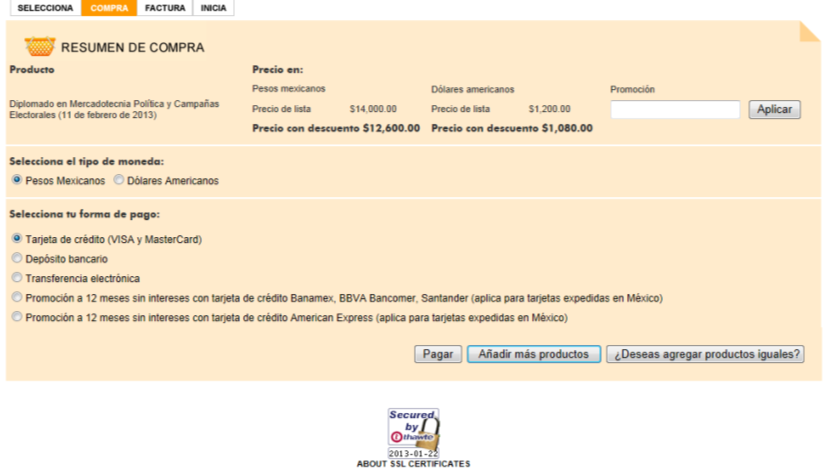 SELECCIONA COMPRA FACTURA INICIA
RESUMEN DE COMPRA
Producto Precio en:
Pesos mexicanos Dólares americanos Promoción
Diplomado en Mercadotecnia Política y Campañas
Electorales (11 de febrero de 2013)
Precio de lista $14,000.00 Precio de lista $1,200.00 Aplicar
Precio con descuento $12,600.00 Precio con descuento $1,080.00
Selecciona el tipo de moneda:
Pesos Mexicanos Dólares Americanos
Selecciona tu forma de pago:
Tarjeta de crédito (VISA y MasterCard)
Depósito bancario
Transferencia electrónica
Promoción a 12 meses sin intereses con tarjeta de crédito Banamex, BBVA Bancomer, Santander (aplica para tarjetas expedidas en México)
Promoción a 12 meses sin intereses con tarjeta de crédito American Express (aplica para tarjetas expedidas en México)
Pagar Añadir más productos ¿Deseas agregar productos iguales?
Secured
by
thawte
2013-01-22
ABOUT SSL CERTIFICATES